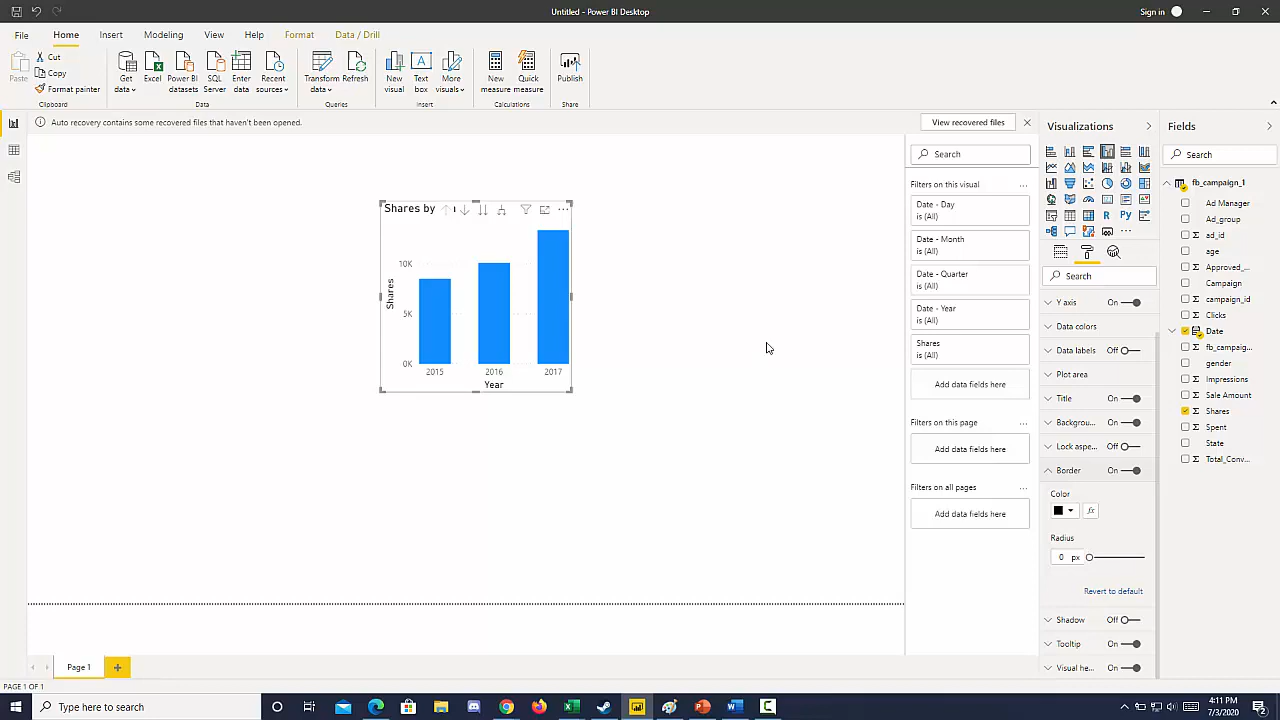 Untitled - Power BI Desktop
Sign in
File Home Insert Modeling View Help Format Data / Drill
Paste
Cut
Copy
Format painter
Clipboard
Get data
Excel
Power BI datasets
SQL Server
Enter data
Recent sources
Data
Transform data
Refresh
Queries
New visual
Text box
More visuals
Insert
New measure
Quick measure
Calculations
Publish
Share
Auto recovery contains some recovered files that haven't been opened.
View recovered files
Shares by
10K
5K
0K
Shares
2015 2016 2017
Year
Search
Filters on this visual ...
Date - Day
is (All)
Date - Month
is (All)
Date - Quarter
is (All)
Date - Year
is (All)
Shares
is (All)
Add data fields here
Filters on this page ...
Add data fields here
Filters on all pages ...
Add data fields here
Visualizations
R Py
...
Search
Y axis On
Data colors
Data labels Off
Plot area
Title On
Backgrou... On
Lock aspe... Off
Border On
Color
fx
Radius
0 px
Revert to default
Shadow Off
Tooltip On
Visual he... On
Fields
Search
fb_campaign_1
Ad Manager
Ad_group
Σ ad_id
age
Σ Approved_...
Campaign
Σ campaign_id
Σ Clicks
Date
Σ fb_campaig...
gender
Σ Impressions
Σ Sale Amount
Σ Shares
Σ Spent
State
Σ Total_Conv...
Page 1
PAGE 1 OF 1
Type here to search
4:11 PM
7/3/2020